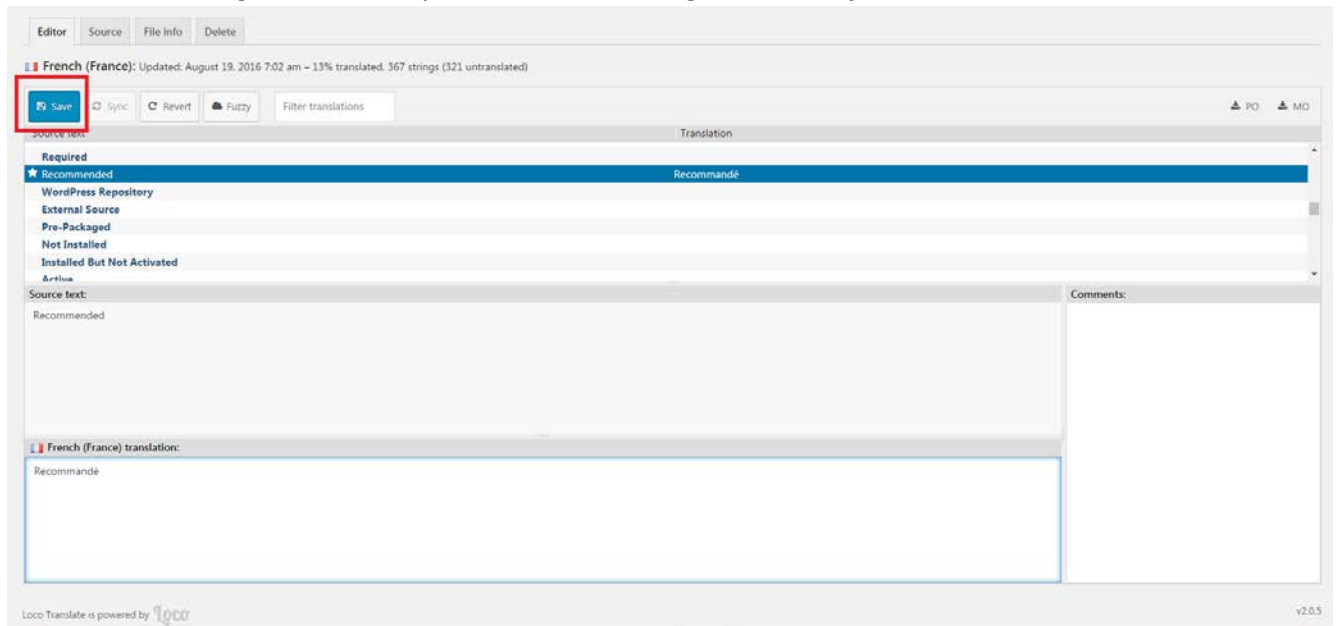 Editor Source File info Delete
French (France): Updated: August 19, 2016 7:02 am – 13% translated, 367 strings (321 untranslated)
Save Sync Revert Fuzzy Filter translations PO MO
Source text Translation
Required
★ Recommended Recommandé
WordPress Repository
External Source
Pre-Packaged
Not Installed
Installed But Not Activated
Active
Source text: Comments:
Recommended
French (France) translation:
Recommandé
Loco Translate is powered by loco v2.0.5